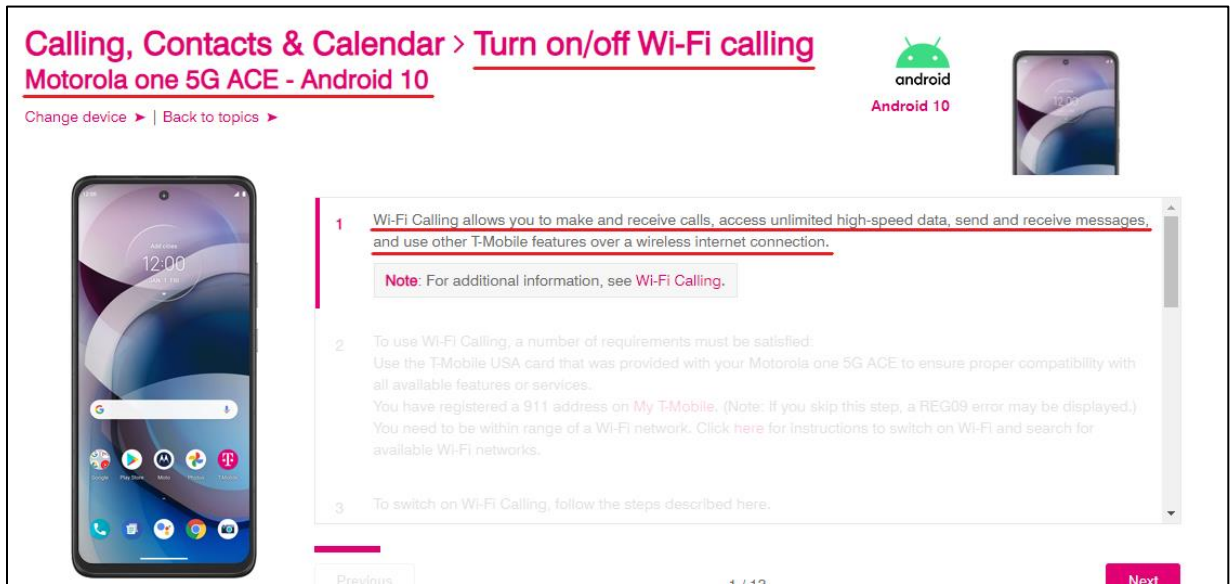 Calling, Contacts & Calendar > Turn on/off Wi-Fi calling
Motorola one 5G ACE - Android 10
Change device ➤ | Back to topics ➤
android
Android 10
12:00
1 Wi-Fi Calling allows you to make and receive calls, access unlimited high-speed data, send and receive messages,
and use other T-Mobile features over a wireless internet connection.
Note: For additional information, see Wi-Fi Calling.
2 To use Wi-Fi Calling, a number of requirements must be satisfied:
Use the T-Mobile USA card that was provided with your Motorola one 5G ACE to ensure proper compatibility with
all available features or services.
You have registered a 911 address on My T-Mobile. (Note: If you skip this step, a REG09 error may be displayed.)
You need to be within range of a Wi-Fi network. Click here for instructions to switch on Wi-Fi and search for
available Wi-Fi networks.
3 To switch on Wi-Fi Calling, follow the steps described here.
12:00
Google Play Store Moto Photos
Previous
1 / 13
Next